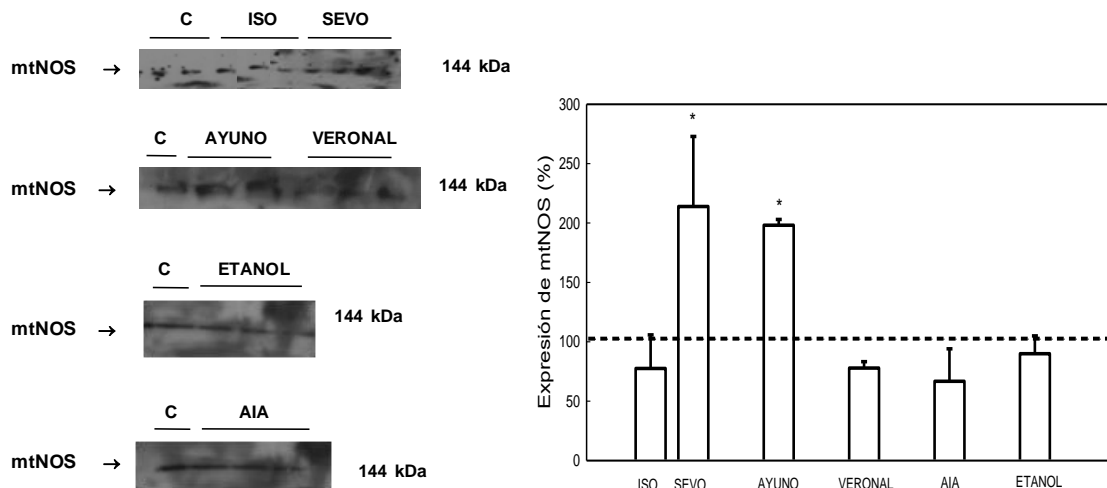 C ISO SEVO
mtNOS → 144 kDa
C AYUNO VERONAL
mtNOS → 144 kDa
C ETANOL
mtNOS → 144 kDa
C AIA
mtNOS → 144 kDa
Expresión de mtNOS (%)
300
250
200
150
100
50
0
*
*
ISO SEVO AYUNO VERONAL AIA ETANOL